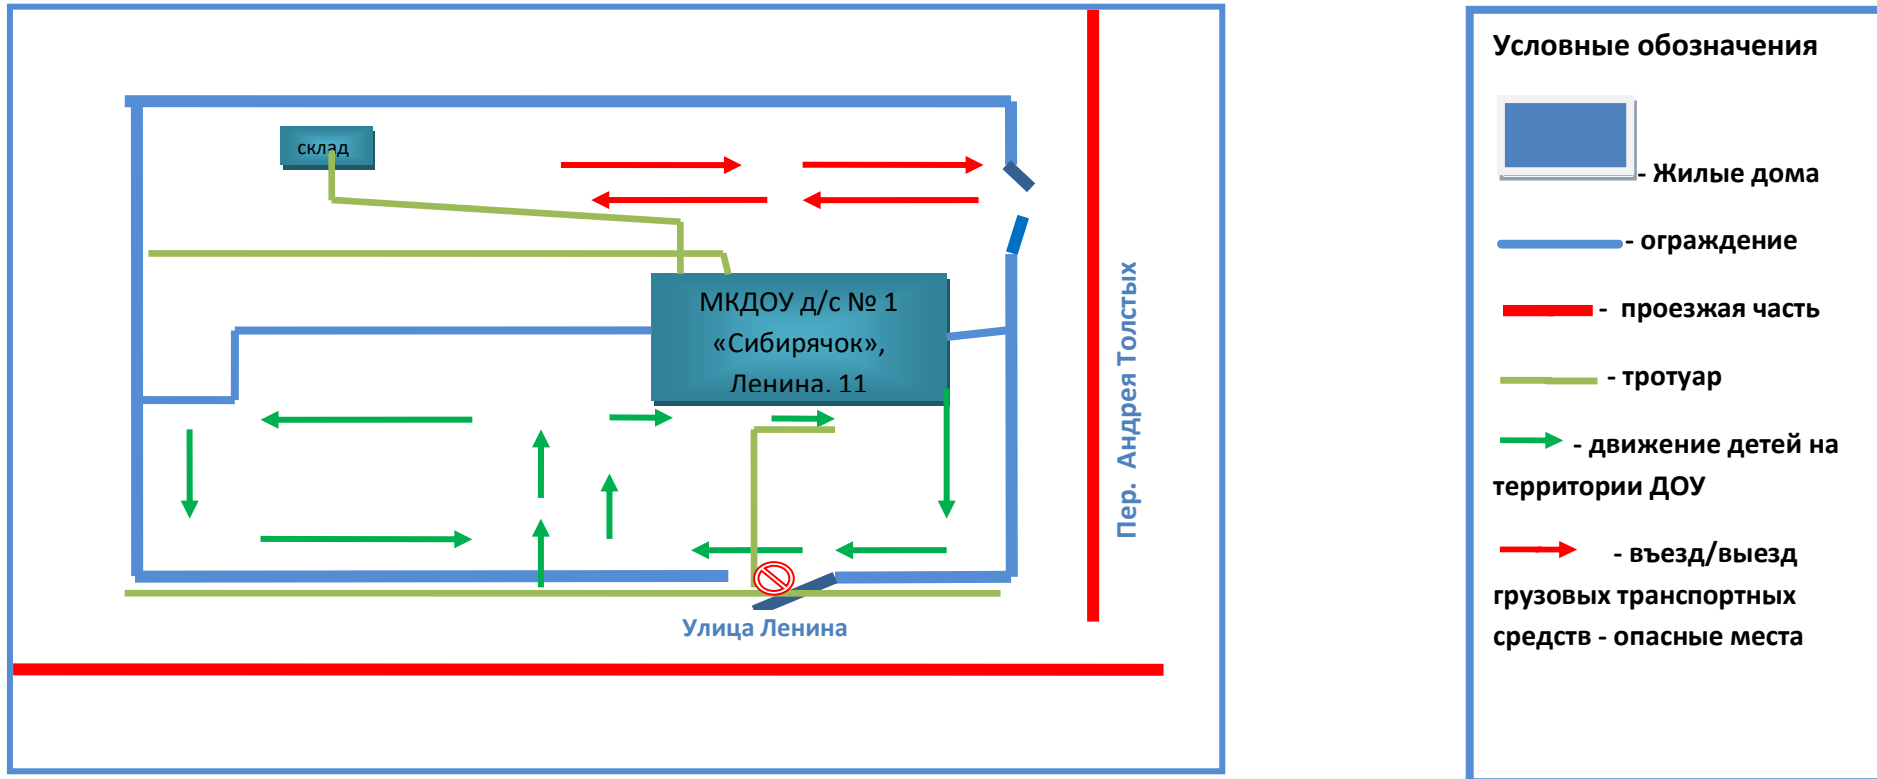 склад
МКДОУ д/с № 1
«Сибирячок»,
Ленина, 11
Пер. Андрея Толстых
Улица Ленина
Условные обозначения
- Жилые дома
- ограждение
- проезжая часть
- тротуар
- движение детей на
территории ДОУ
- въезд/выезд
грузовых транспортных
средств - опасные места